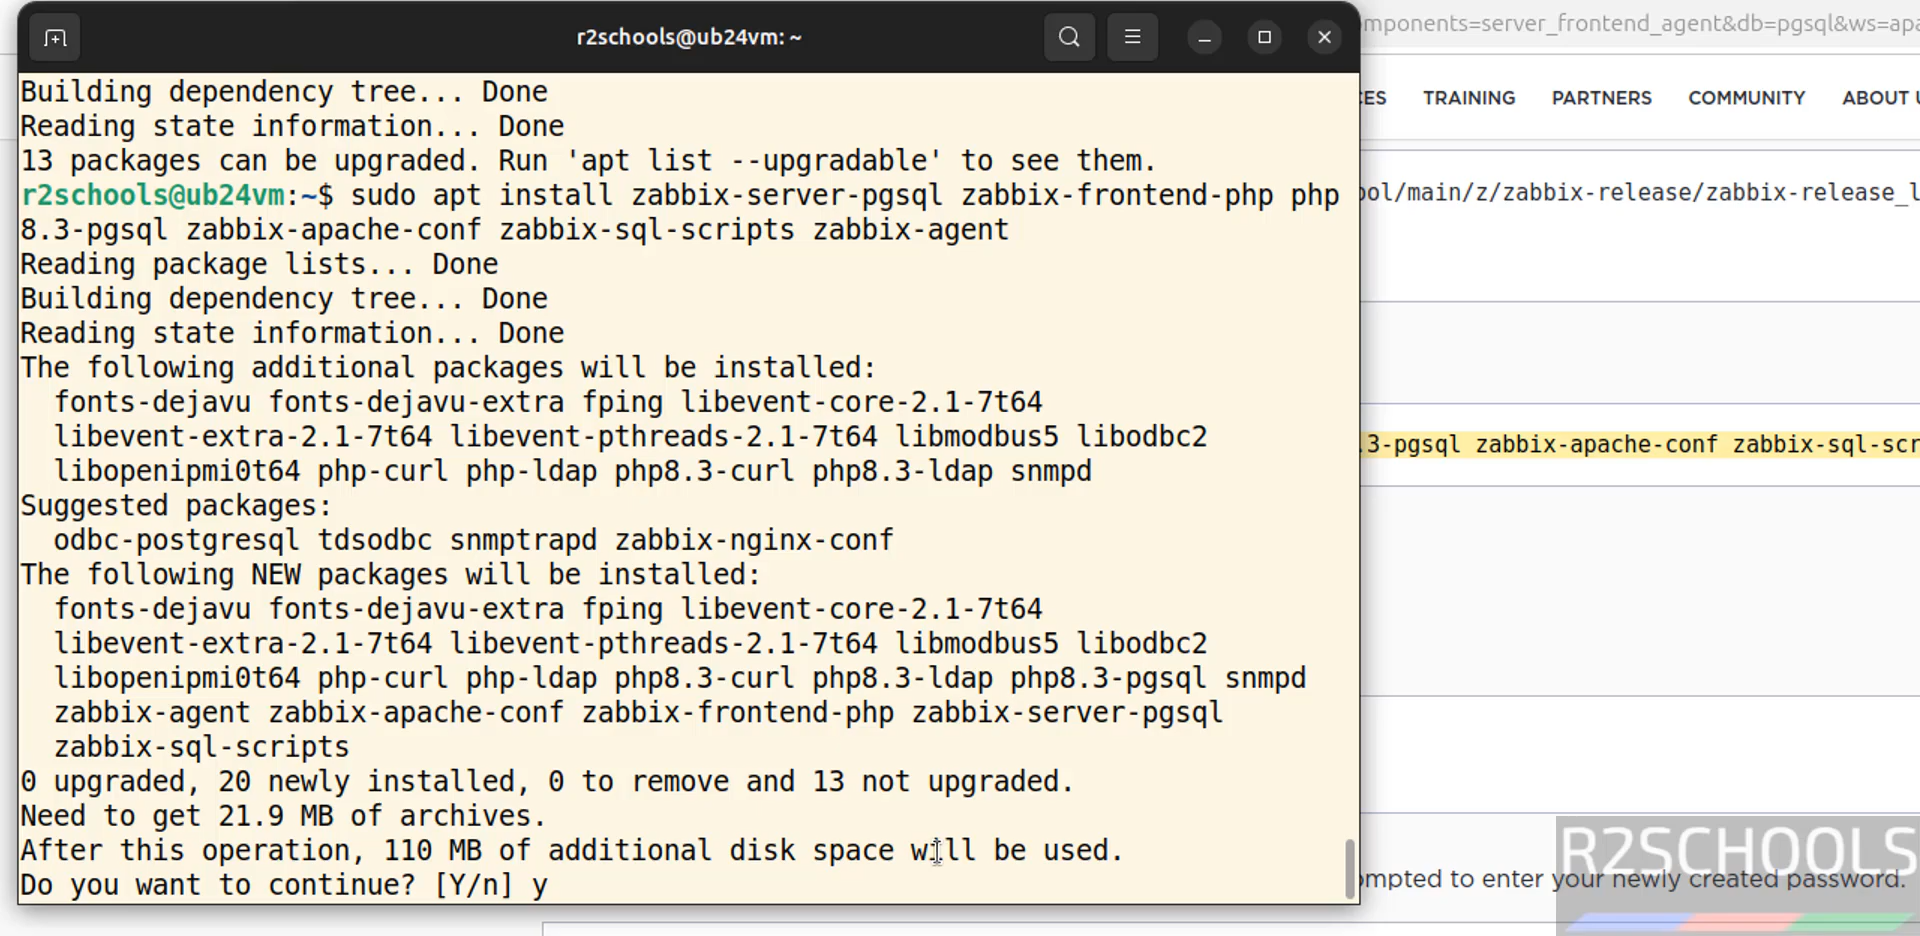 r2schools@ub24vm: ~
Building dependency tree... Done
Reading state information... Done
13 packages can be upgraded. Run 'apt list --upgradable' to see them.
r2schools@ub24vm:~$ sudo apt install zabbix-server-pgsql zabbix-frontend-php php
8.3-pgsql zabbix-apache-conf zabbix-sql-scripts zabbix-agent
Reading package lists... Done
Building dependency tree... Done
Reading state information... Done
The following additional packages will be installed:
  fonts-dejavu fonts-dejavu-extra fping libevent-core-2.1-7t64
  libevent-extra-2.1-7t64 libevent-pthreads-2.1-7t64 libmodbus5 libodbc2
  libopenipmi0t64 php-curl php-ldap php8.3-curl php8.3-ldap snmpd
Suggested packages:
  odbc-postgresql tdsodbc snmptrapd zabbix-nginx-conf
The following NEW packages will be installed:
  fonts-dejavu fonts-dejavu-extra fping libevent-core-2.1-7t64
  libevent-extra-2.1-7t64 libevent-pthreads-2.1-7t64 libmodbus5 libodbc2
  libopenipmi0t64 php-curl php-ldap php8.3-curl php8.3-ldap php8.3-pgsql snmpd
  zabbix-agent zabbix-apache-conf zabbix-frontend-php zabbix-server-pgsql
  zabbix-sql-scripts
0 upgraded, 20 newly installed, 0 to remove and 13 not upgraded.
Need to get 21.9 MB of archives.
After this operation, 110 MB of additional disk space will be used.
Do you want to continue? [Y/n] y
omponents=server_frontend_agent&db=pgsql&ws=apa
CES TRAINING PARTNERS COMMUNITY ABOUT U
ool/main/z/zabbix-release/zabbix-release_l
.3-pgsql zabbix-apache-conf zabbix-sql-scr
R2SCHOOLS
ompted to enter your newly created password.